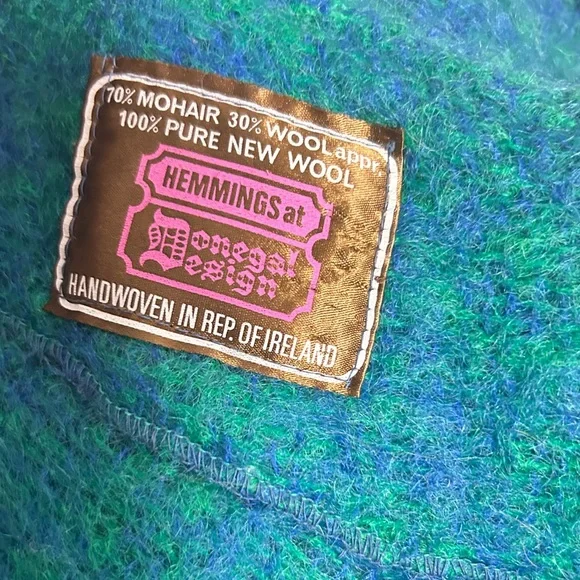 70% MOHAIR 30% WOOL appr.
100% PURE NEW WOOL
HEMMINGS at
Donegal
Design
HANDWOVEN IN REP. OF IRELAND